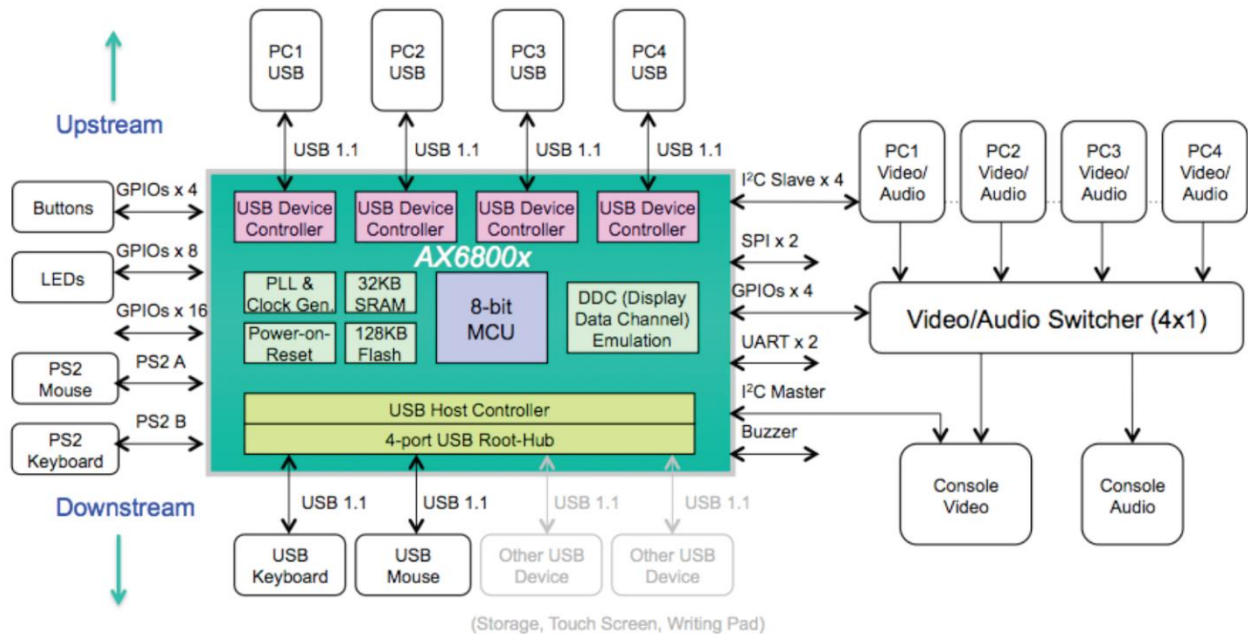 PC1
USB
PC2
USB
PC3
USB
PC4
USB
Upstream
USB 1.1
USB 1.1
USB 1.1
USB 1.1
PC1
Video/
Audio
PC2
Video/
Audio
PC3
Video/
Audio
PC4
Video/
Audio
Buttons
GPIOs x 4
LEDs
GPIOs x 8
GPIOs x 16
PS2
Mouse
PS2 A
PS2
Keyboard
PS2 B
USB Device
Controller
USB Device
Controller
USB Device
Controller
USB Device
Controller
AX6800x
PLL &
Clock Gen.
32KB
SRAM
Power-on-
Reset
128KB
Flash
8-bit
MCU
DDC (Display
Data Channel)
Emulation
USB Host Controller
4-port USB Root-Hub
I²C Slave x 4
SPI x 2
GPIOs x 4
UART x 2
I²C Master
Buzzer
Video/Audio Switcher (4x1)
Console
Video
Console
Audio
Downstream
USB 1.1
USB 1.1
USB 1.1
USB 1.1
USB
Keyboard
USB
Mouse
Other USB
Device
Other USB
Device
(Storage, Touch Screen, Writing Pad)